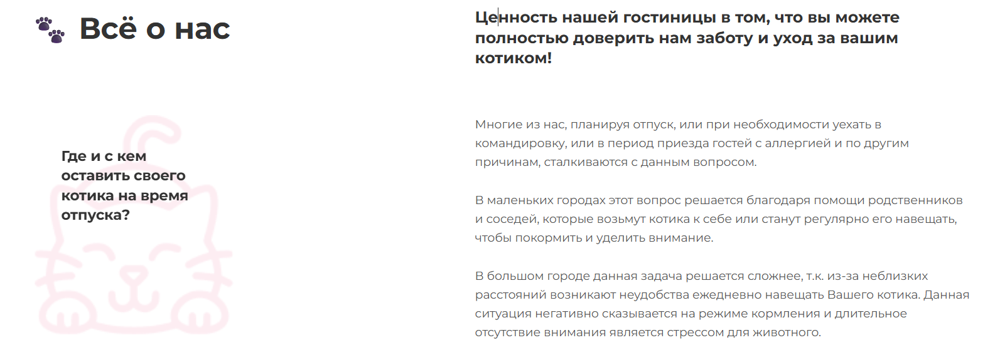 Всё о нас
Ценность нашей гостиницы в том, что вы можете
полностью доверить нам заботу и уход за вашим
котиком!
Где и с кем
оставить своего
котика на время
отпуска?
Многие из нас, планируя отпуск, или при необходимости уехать в
командировку, или в период приезда гостей с аллергией и по другим
причинам, сталкиваются с данным вопросом.
В маленьких городах этот вопрос решается благодаря помощи родственников
и соседей, которые возьмут котика к себе или станут регулярно его навещать,
чтобы покормить и уделить внимание.
В большом городе данная задача решается сложнее, т.к. из-за неблизких
расстояний возникают неудобства ежедневно навещать Вашего котика. Данная
ситуация негативно сказывается на режиме кормления и длительное
отсутствие внимания является стрессом для животного.